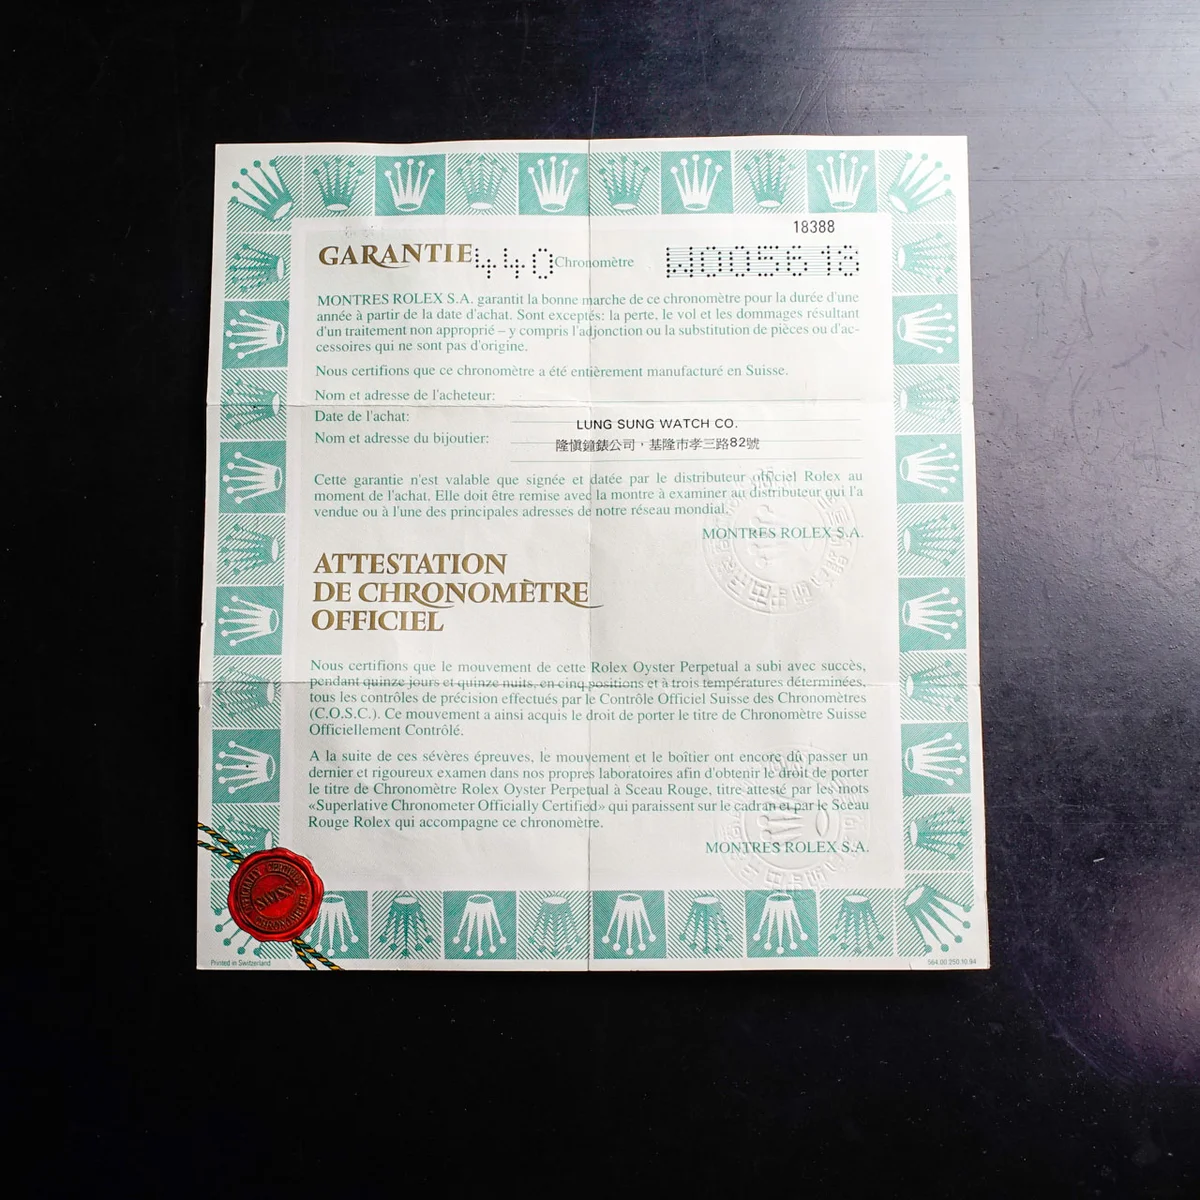 18388
GARANTIE 440 Chronomètre W005618
MONTRES ROLEX S.A. garantit la bonne marche de ce chronomètre pour la durée d'une
année à partir de la date d'achat. Sont exceptés: la perte, le vol et les dommages résultant
d'un traitement non approprié – y compris l'adjonction ou la substitution de pièces ou d'ac-
cessoires qui ne sont pas d'origine.
Nous certifions que ce chronomètre a été entièrement manufacturé en Suisse.
Nom et adresse de l'acheteur:
Date de l'achat:
LUNG SUNG WATCH CO.
Nom et adresse du bijoutier:
隆愼鐘錶公司，基隆市孝三路82號
Cette garantie n'est valable que signée et datée par le distributeur officiel Rolex au
moment de l'achat. Elle doit être remise avec la montre à examiner au distributeur qui l'a
vendue ou à l'une des principales adresses de notre réseau mondial.
MONTRES ROLEX S.A.
ATTESTATION
DE CHRONOMÈTRE
OFFICIEL
Nous certifions que le mouvement de cette Rolex Oyster Perpetual a subi avec succès,
pendant quinze jours et quinze nuits, en cinq positions et à trois températures déterminées,
tous les contrôles de précision effectués par le Contrôle Officiel Suisse des Chronomètres
(C.O.S.C.). Ce mouvement a ainsi acquis le droit de porter le titre de Chronomètre Suisse
Officiellement Contrôlé.
A la suite de ces sévères épreuves, le mouvement et le boîtier ont encore dû passer un
dernier et rigoureux examen dans nos propres laboratoires afin d'obtenir le droit de porter
le titre de Chronomètre Rolex Oyster Perpetual à Sceau Rouge, titre attesté par les mots
«Superlative Chronometer Officially Certified» qui paraissent sur le cadran et par le Sceau
Rouge Rolex qui accompagne ce chronomètre.
MONTRES ROLEX S.A.
OFFICIALLY CERTIFIED
SWISS
CHRONOMETER
Printed in Switzerland
564.00.250.10.94